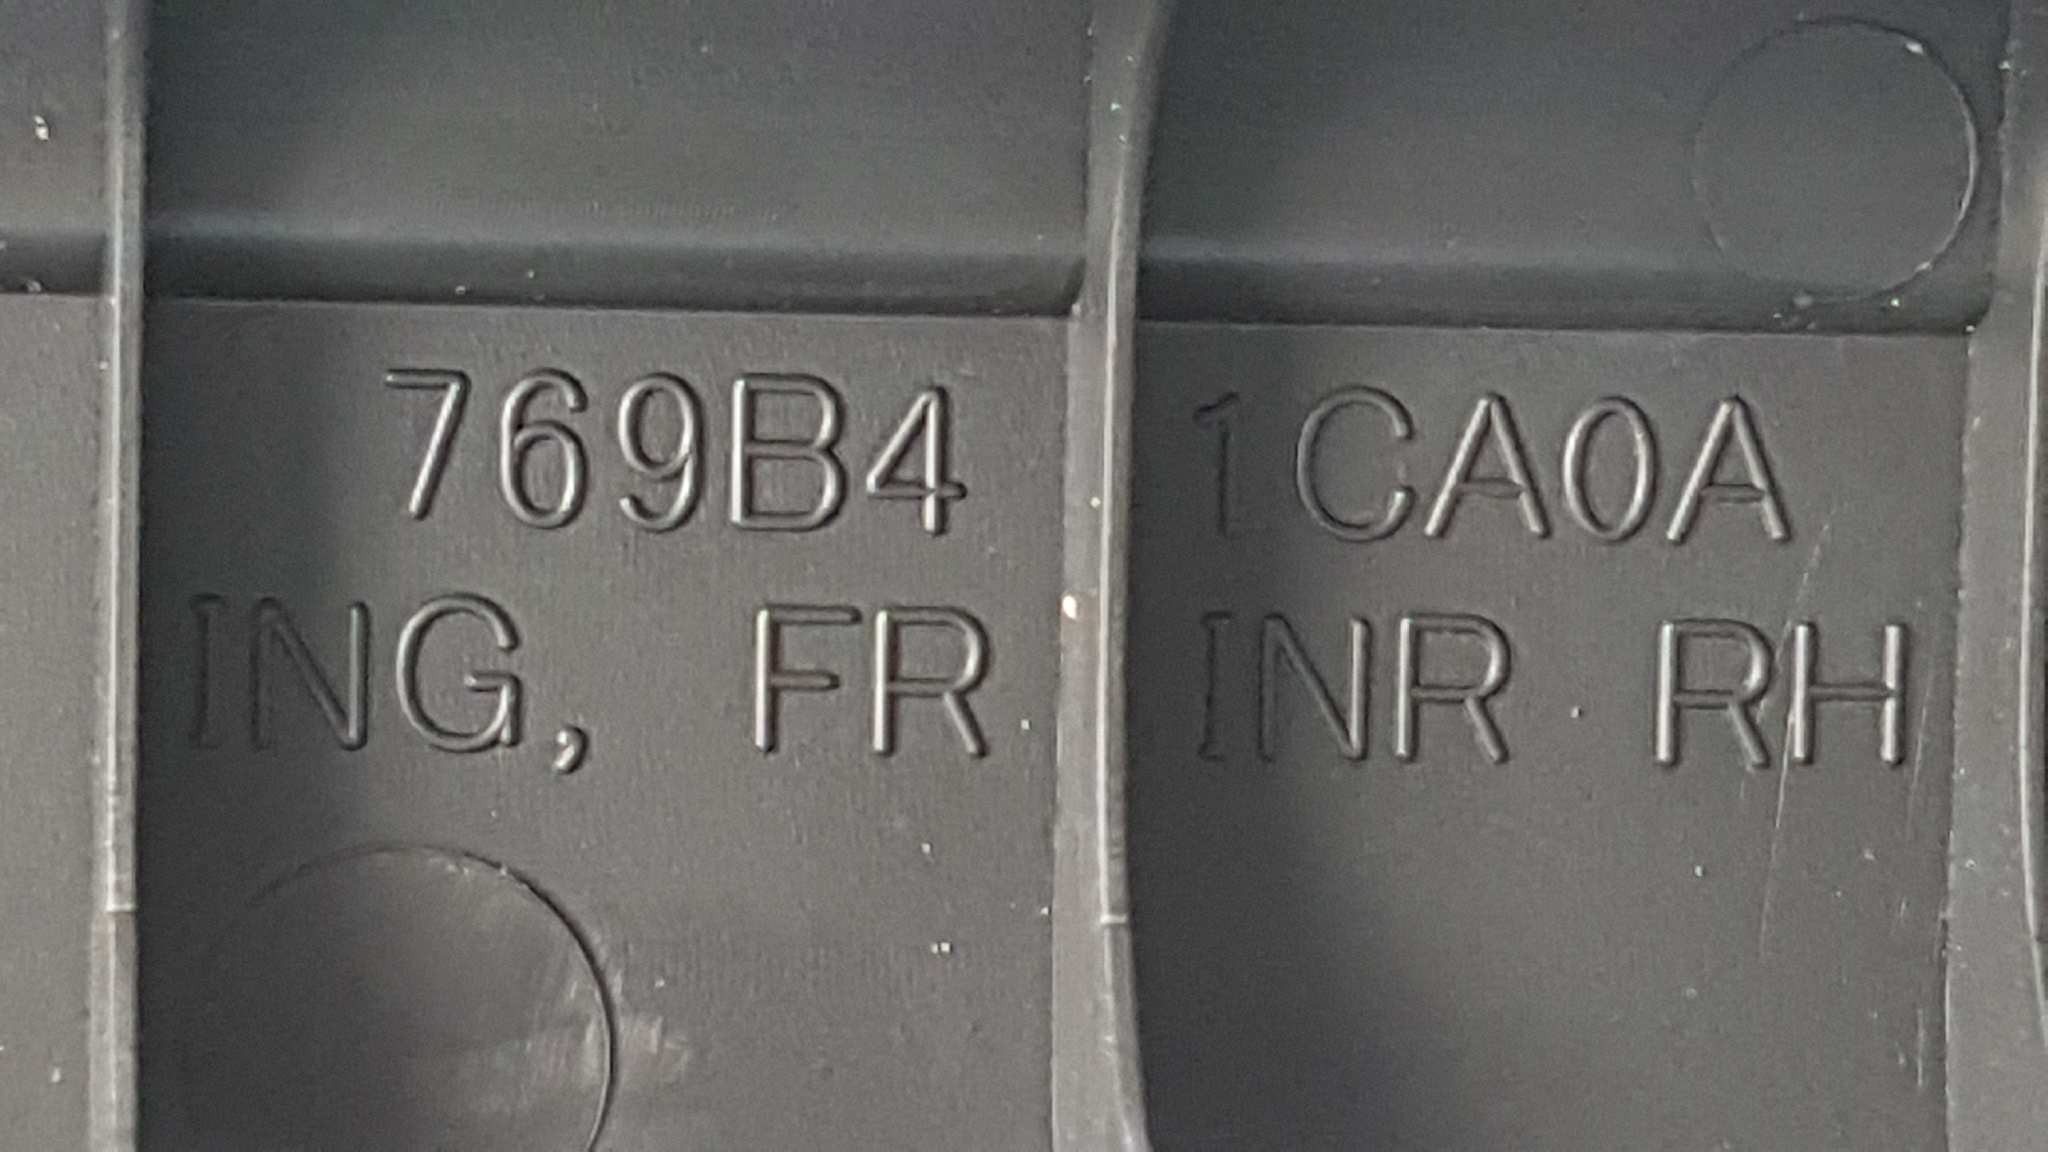 769B4 1CA0A
ING, FR INR RH